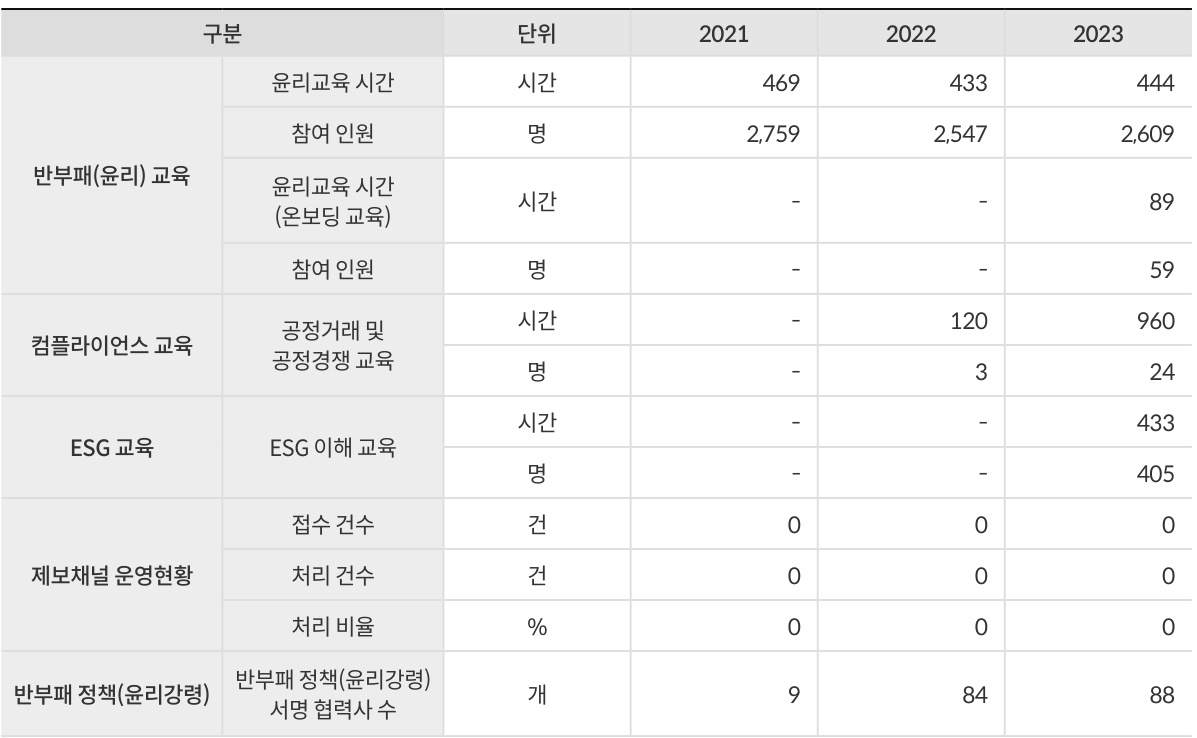 구분 단위 2021 2022 2023
반부패(윤리) 교육 윤리교육 시간 시간 469 433 444
참여 인원 명 2,759 2,547 2,609
윤리교육 시간
(온보딩 교육) 시간 - - 89
참여 인원 명 - - 59
컴플라이언스 교육 공정거래 및
공정경쟁 교육 시간 - 120 960
명 - 3 24
ESG 교육 ESG 이해 교육 시간 - - 433
명 - - 405
제보채널 운영현황 접수 건수 건 0 0 0
처리 건수 건 0 0 0
처리 비율 % 0 0 0
반부패 정책(윤리강령) 반부패 정책(윤리강령)
서명 협력사 수 개 9 84 88